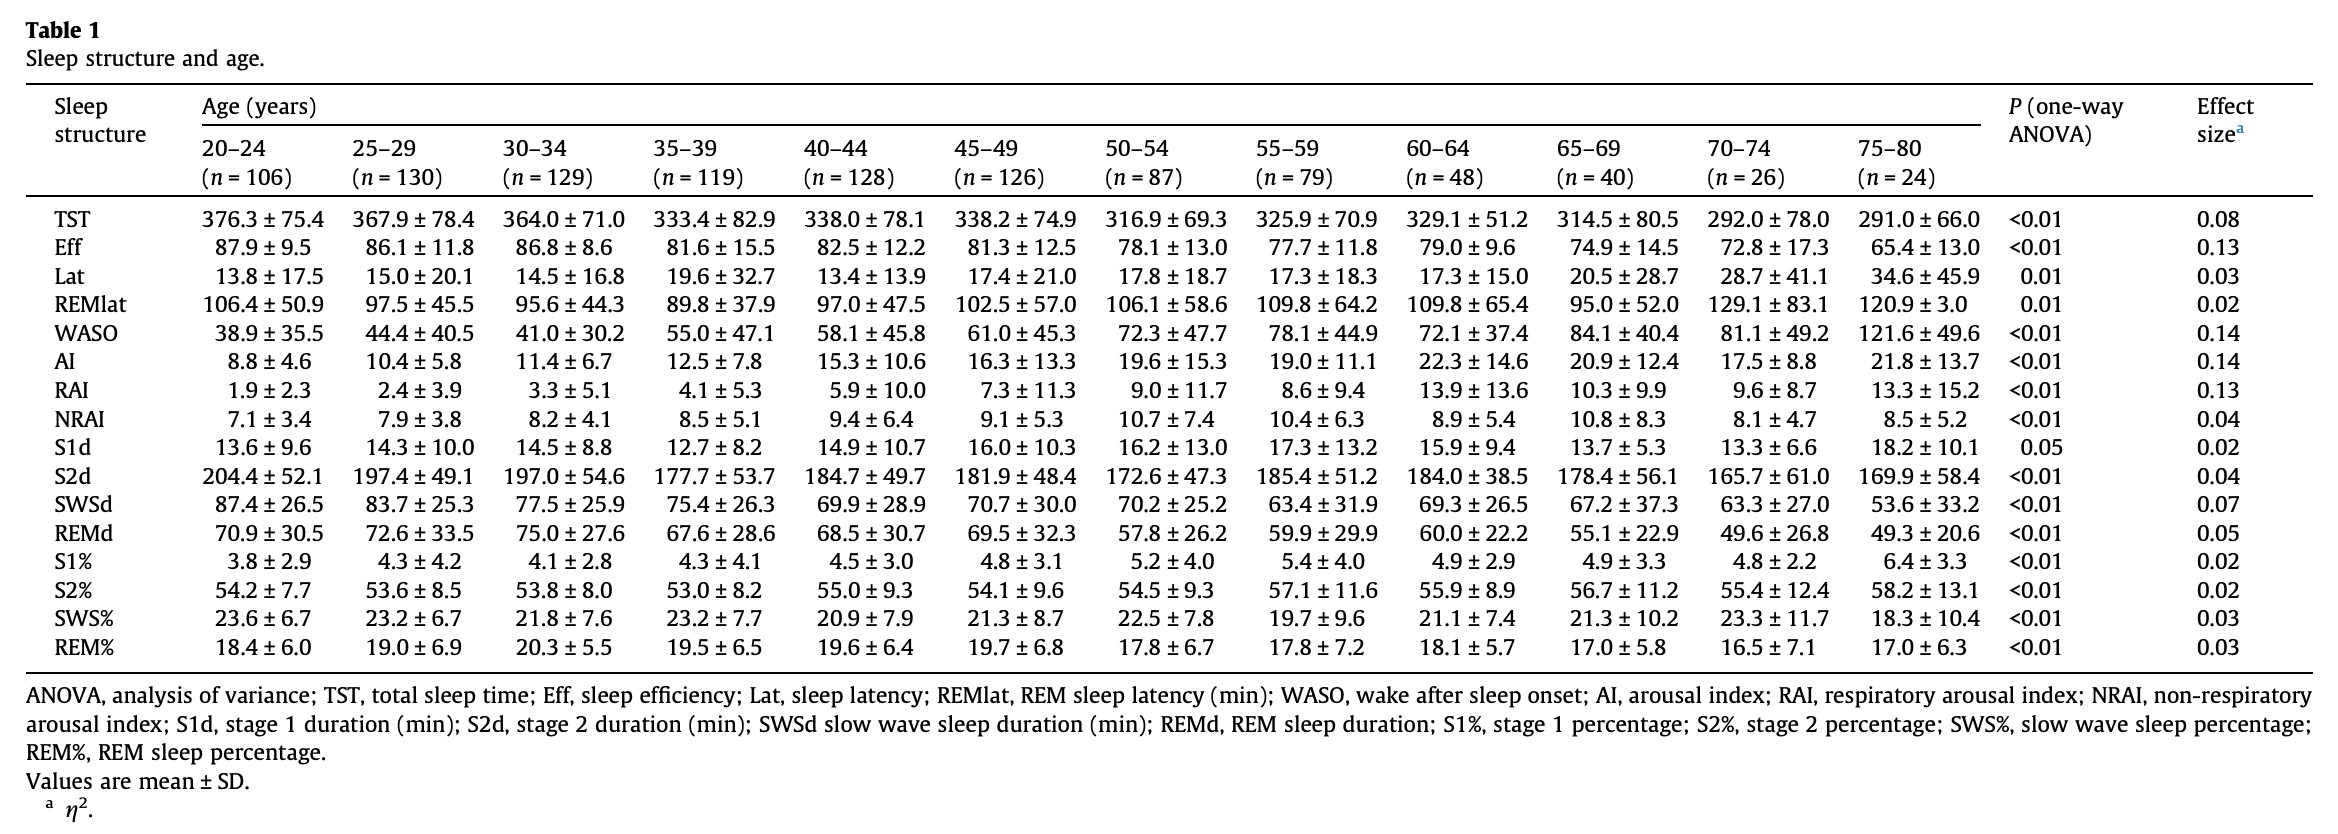 Table 1
Sleep structure and age.
Sleep structure Age (years) P (one-way ANOVA) Effect sizeᵃ
20–24 (n = 106) 25–29 (n = 130) 30–34 (n = 129) 35–39 (n = 119) 40–44 (n = 128) 45–49 (n = 126) 50–54 (n = 87) 55–59 (n = 79) 60–64 (n = 48) 65–69 (n = 40) 70–74 (n = 26) 75–80 (n = 24)
TST 376.3 ± 75.4 367.9 ± 78.4 364.0 ± 71.0 333.4 ± 82.9 338.0 ± 78.1 338.2 ± 74.9 316.9 ± 69.3 325.9 ± 70.9 329.1 ± 51.2 314.5 ± 80.5 292.0 ± 78.0 291.0 ± 66.0 <0.01 0.08
Eff 87.9 ± 9.5 86.1 ± 11.8 86.8 ± 8.6 81.6 ± 15.5 82.5 ± 12.2 81.3 ± 12.5 78.1 ± 13.0 77.7 ± 11.8 79.0 ± 9.6 74.9 ± 14.5 72.8 ± 17.3 65.4 ± 13.0 <0.01 0.13
Lat 13.8 ± 17.5 15.0 ± 20.1 14.5 ± 16.8 19.6 ± 32.7 13.4 ± 13.9 17.4 ± 21.0 17.8 ± 18.7 17.3 ± 18.3 17.3 ± 15.0 20.5 ± 28.7 28.7 ± 41.1 34.6 ± 45.9 0.01 0.03
REMlat 106.4 ± 50.9 97.5 ± 45.5 95.6 ± 44.3 89.8 ± 37.9 97.0 ± 47.5 102.5 ± 57.0 106.1 ± 58.6 109.8 ± 64.2 109.8 ± 65.4 95.0 ± 52.0 129.1 ± 83.1 120.9 ± 3.0 0.01 0.02
WASO 38.9 ± 35.5 44.4 ± 40.5 41.0 ± 30.2 55.0 ± 47.1 58.1 ± 45.8 61.0 ± 45.3 72.3 ± 47.7 78.1 ± 44.9 72.1 ± 37.4 84.1 ± 40.4 81.1 ± 49.2 121.6 ± 49.6 <0.01 0.14
AI 8.8 ± 4.6 10.4 ± 5.8 11.4 ± 6.7 12.5 ± 7.8 15.3 ± 10.6 16.3 ± 13.3 19.6 ± 15.3 19.0 ± 11.1 22.3 ± 14.6 20.9 ± 12.4 17.5 ± 8.8 21.8 ± 13.7 <0.01 0.14
RAI 1.9 ± 2.3 2.4 ± 3.9 3.3 ± 5.1 4.1 ± 5.3 5.9 ± 10.0 7.3 ± 11.3 9.0 ± 11.7 8.6 ± 9.4 13.9 ± 13.6 10.3 ± 9.9 9.6 ± 8.7 13.3 ± 15.2 <0.01 0.13
NRAI 7.1 ± 3.4 7.9 ± 3.8 8.2 ± 4.1 8.5 ± 5.1 9.4 ± 6.4 9.1 ± 5.3 10.7 ± 7.4 10.4 ± 6.3 8.9 ± 5.4 10.8 ± 8.3 8.1 ± 4.7 8.5 ± 5.2 <0.01 0.04
S1d 13.6 ± 9.6 14.3 ± 10.0 14.5 ± 8.8 12.7 ± 8.2 14.9 ± 10.7 16.0 ± 10.3 16.2 ± 13.0 17.3 ± 13.2 15.9 ± 9.4 13.7 ± 5.3 13.3 ± 6.6 18.2 ± 10.1 0.05 0.02
S2d 204.4 ± 52.1 197.4 ± 49.1 197.0 ± 54.6 177.7 ± 53.7 184.7 ± 49.7 181.9 ± 48.4 172.6 ± 47.3 185.4 ± 51.2 184.0 ± 38.5 178.4 ± 56.1 165.7 ± 61.0 169.9 ± 58.4 <0.01 0.04
SWSd 87.4 ± 26.5 83.7 ± 25.3 77.5 ± 25.9 75.4 ± 26.3 69.9 ± 28.9 70.7 ± 30.0 70.2 ± 25.2 63.4 ± 31.9 69.3 ± 26.5 67.2 ± 37.3 63.3 ± 27.0 53.6 ± 33.2 <0.01 0.07
REMd 70.9 ± 30.5 72.6 ± 33.5 75.0 ± 27.6 67.6 ± 28.6 68.5 ± 30.7 69.5 ± 32.3 57.8 ± 26.2 59.9 ± 29.9 60.0 ± 22.2 55.1 ± 22.9 49.6 ± 26.8 49.3 ± 20.6 <0.01 0.05
S1% 3.8 ± 2.9 4.3 ± 4.2 4.1 ± 2.8 4.3 ± 4.1 4.5 ± 3.0 4.8 ± 3.1 5.2 ± 4.0 5.4 ± 4.0 4.9 ± 2.9 4.9 ± 3.3 4.8 ± 2.2 6.4 ± 3.3 <0.01 0.02
S2% 54.2 ± 7.7 53.6 ± 8.5 53.8 ± 8.0 53.0 ± 8.2 55.0 ± 9.3 54.1 ± 9.6 54.5 ± 9.3 57.1 ± 11.6 55.9 ± 8.9 56.7 ± 11.2 55.4 ± 12.4 58.2 ± 13.1 <0.01 0.02
SWS% 23.6 ± 6.7 23.2 ± 6.7 21.8 ± 7.6 23.2 ± 7.7 20.9 ± 7.9 21.3 ± 8.7 22.5 ± 7.8 19.7 ± 9.6 21.1 ± 7.4 21.3 ± 10.2 23.3 ± 11.7 18.3 ± 10.4 <0.01 0.03
REM% 18.4 ± 6.0 19.0 ± 6.9 20.3 ± 5.5 19.5 ± 6.5 19.6 ± 6.4 19.7 ± 6.8 17.8 ± 6.7 17.8 ± 7.2 18.1 ± 5.7 17.0 ± 5.8 16.5 ± 7.1 17.0 ± 6.3 <0.01 0.03
ANOVA, analysis of variance; TST, total sleep time; Eff, sleep efficiency; Lat, sleep latency; REMlat, REM sleep latency (min); WASO, wake after sleep onset; AI, arousal index; RAI, respiratory arousal index; NRAI, non-respiratory
arousal index; S1d, stage 1 duration (min); S2d, stage 2 duration (min); SWSd slow wave sleep duration (min); REMd, REM sleep duration; S1%, stage 1 percentage; S2%, stage 2 percentage; SWS%, slow wave sleep percentage;
REM%, REM sleep percentage.
Values are mean ± SD.
ᵃ η².